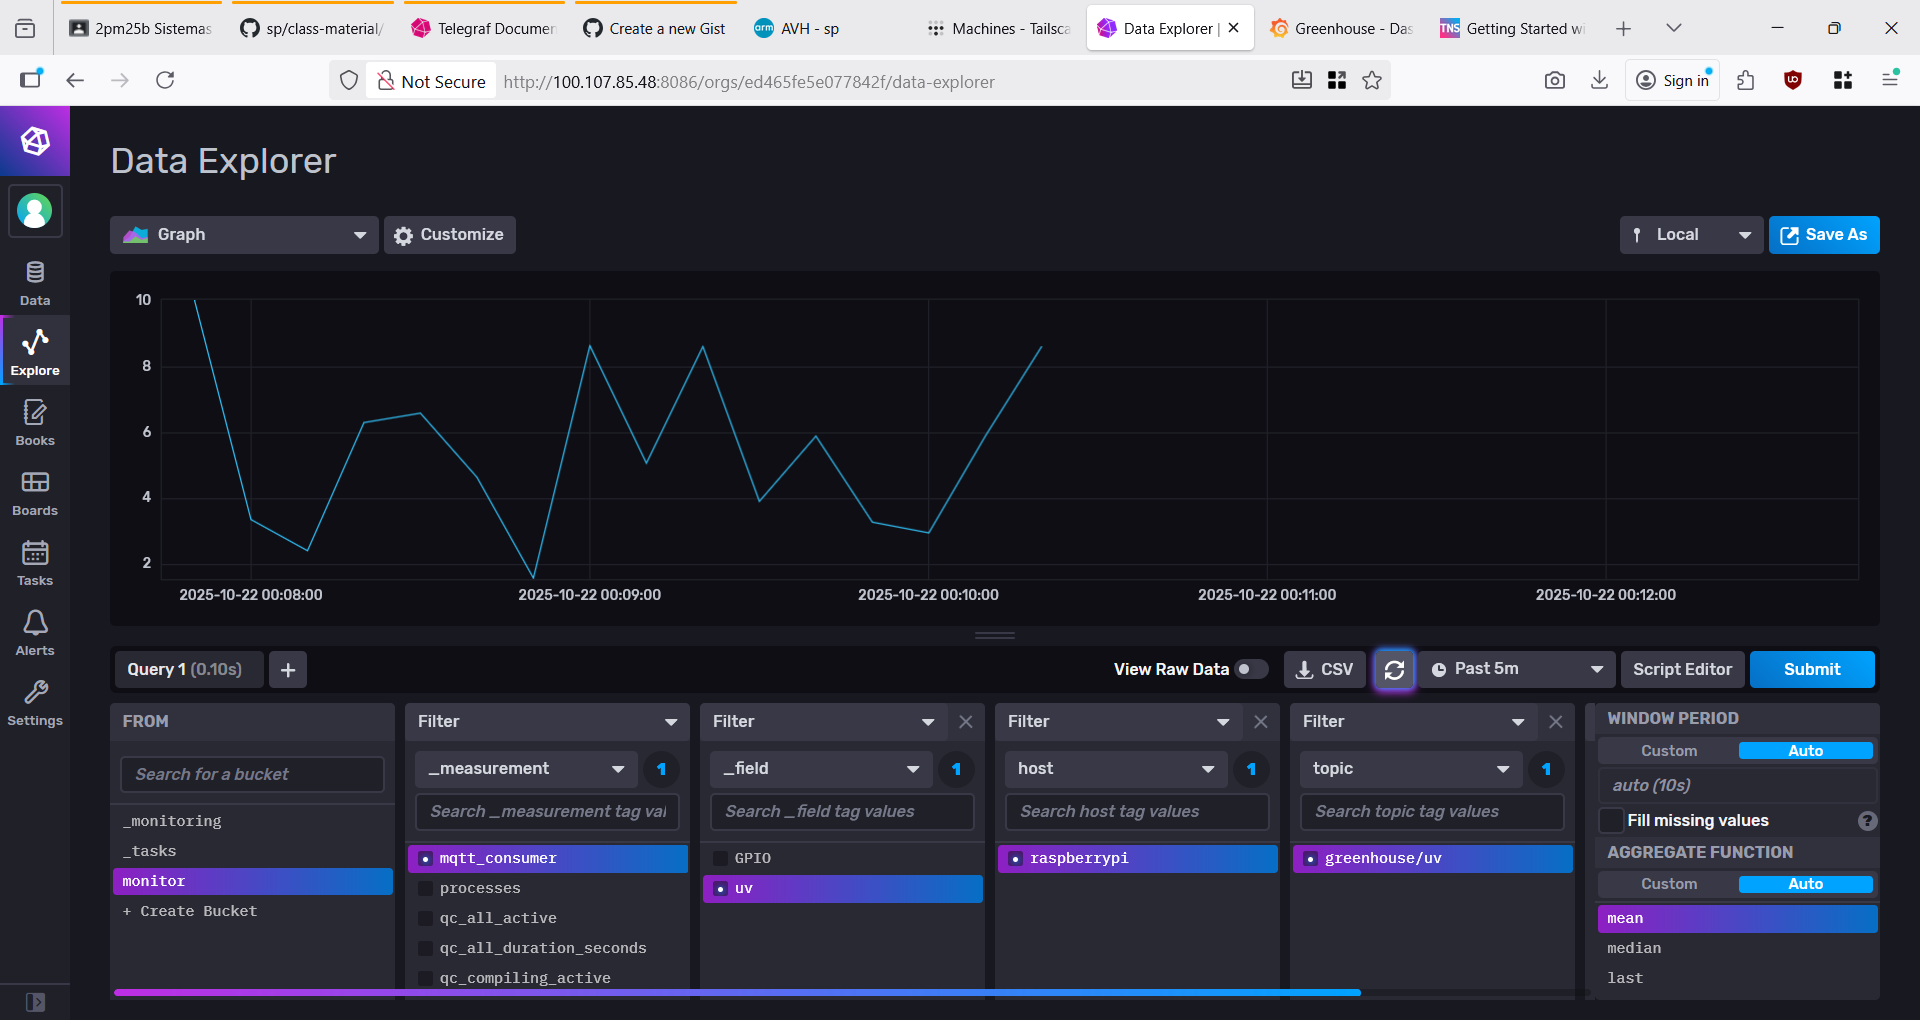 2pm25b Sistemas
sp/class-material/
Telegraf Documen
Create a new Gist
AVH - sp
Machines - Tailsca
Data Explorer |
Greenhouse - Das
Getting Started wi
Not Secure
http://100.107.85.48:8086/orgs/ed465fe5e077842f/data-explorer
Sign in
Data Explorer
Graph
Customize
Local
Save As
Data
Explore
Books
Boards
Tasks
Alerts
Settings
10
8
6
4
2
2025-10-22 00:08:00
2025-10-22 00:09:00
2025-10-22 00:10:00
2025-10-22 00:11:00
2025-10-22 00:12:00
Query 1 (0.10s)
+
View Raw Data
CSV
Past 5m
Script Editor
Submit
FROM
Search for a bucket
_monitoring
_tasks
monitor
+ Create Bucket
Filter
_measurement
1
Search _measurement tag val
mqtt_consumer
processes
qc_all_active
qc_all_duration_seconds
qc_compiling_active
Filter
_field
1
Search _field tag values
GPIO
uv
Filter
host
1
Search host tag values
raspberrypi
Filter
topic
1
Search topic tag values
greenhouse/uv
WINDOW PERIOD
Custom
Auto
auto (10s)
Fill missing values
?
AGGREGATE FUNCTION
Custom
Auto
mean
median
last